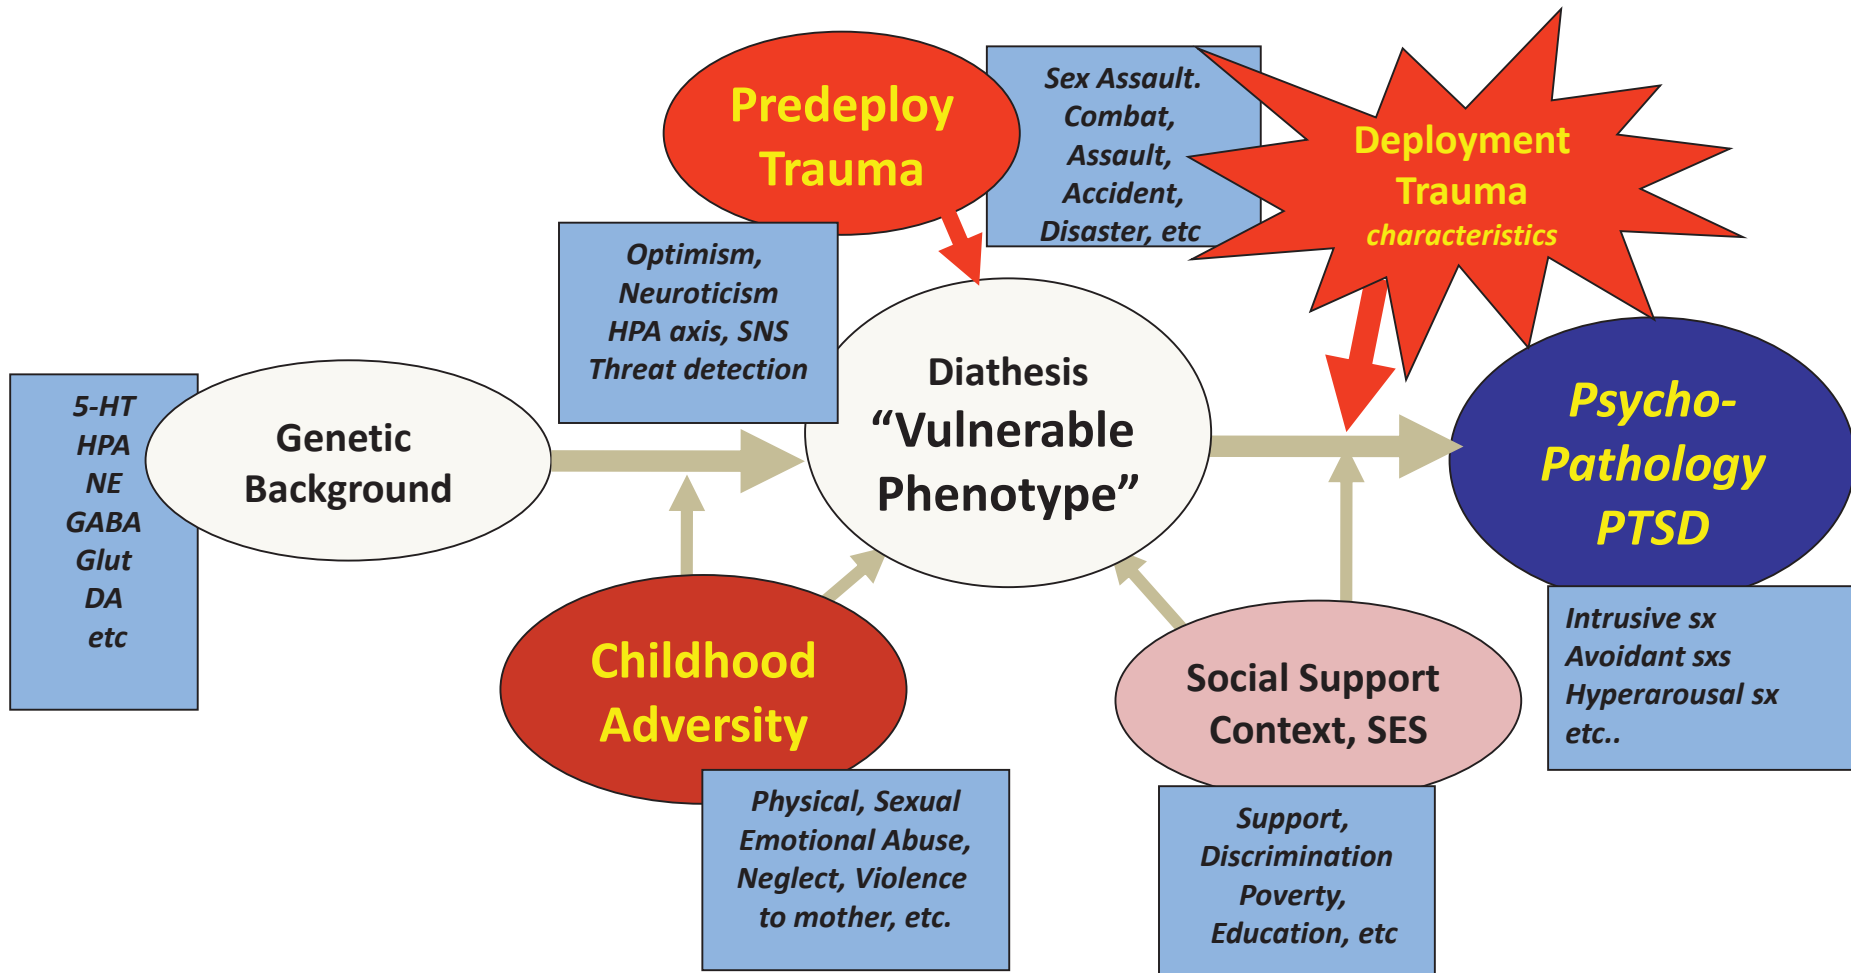 Predeploy
Trauma
Sex Assault.
Combat,
Assault,
Accident,
Disaster, etc
Deployment
Trauma
characteristics
Optimism,
Neuroticism
HPA axis, SNS
Threat detection
5-HT
HPA
NE
GABA
Glut
DA
etc
Genetic
Background
Diathesis
“Vulnerable
Phenotype”
Psycho-
Pathology
PTSD
Intrusive sx
Avoidant sxs
Hyperarousal sx
etc..
Childhood
Adversity
Physical, Sexual
Emotional Abuse,
Neglect, Violence
to mother, etc.
Social Support
Context, SES
Support,
Discrimination
Poverty,
Education, etc